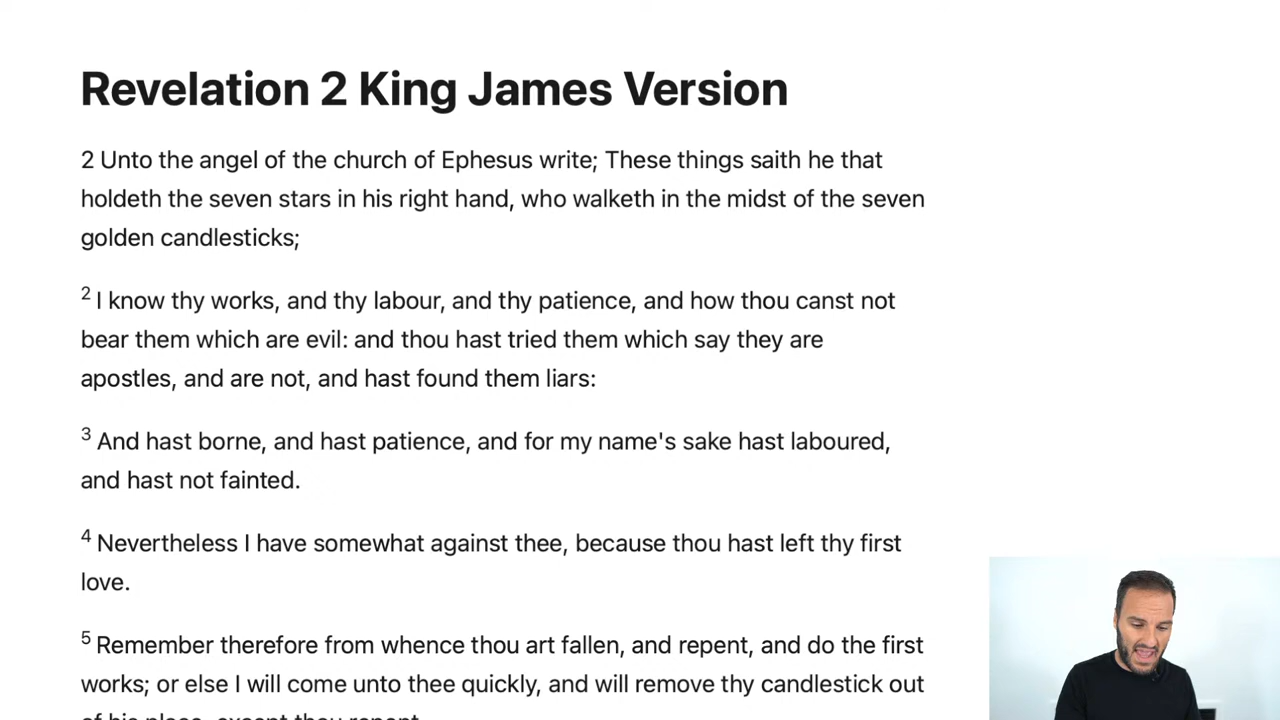 Revelation 2 King James Version
2 Unto the angel of the church of Ephesus write; These things saith he that
holdeth the seven stars in his right hand, who walketh in the midst of the seven
golden candlesticks;
2 I know thy works, and thy labour, and thy patience, and how thou canst not
bear them which are evil: and thou hast tried them which say they are
apostles, and are not, and hast found them liars:
3 And hast borne, and hast patience, and for my name's sake hast laboured,
and hast not fainted.
4 Nevertheless I have somewhat against thee, because thou hast left thy first
love.
5 Remember therefore from whence thou art fallen, and repent, and do the first
works; or else I will come unto thee quickly, and will remove thy candlestick out
of his place, except thou repent